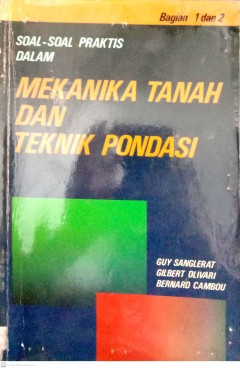 Bagian 1 dan 2
SOAL-SOAL PRAKTIS
DALAM
MEKANIKA TANAH
DAN
TEKNIK PONDASI
GUY SANGLERAT
GILBERT OLIVARI
BERNARD CAMBOU